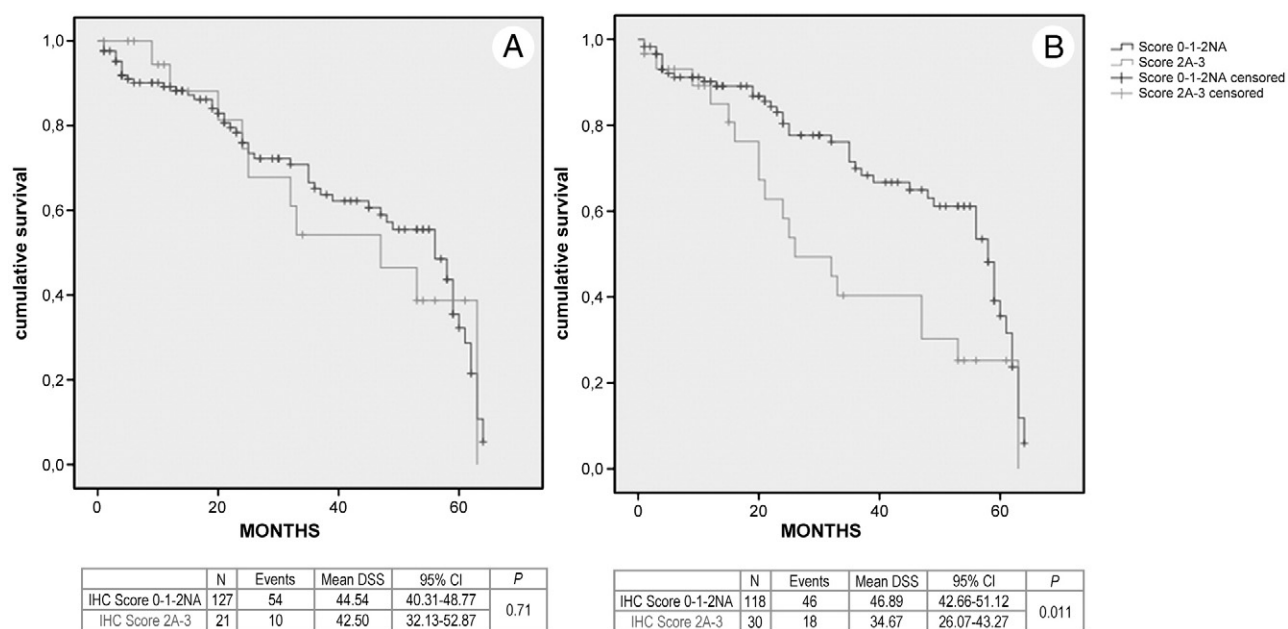 A
1,0
0,8
0,6
0,4
0,2
0,0
cumulative survival
0 20 40 60
MONTHS
N Events Mean DSS 95% CI P
IHC Score 0-1-2NA 127 54 44.54 40.31-48.77 0.71
IHC Score 2A-3 21 10 42.50 32.13-52.87
B
1,0
0,8
0,6
0,4
0,2
0,0
cumulative survival
0 20 40 60
MONTHS
N Events Mean DSS 95% CI P
IHC Score 0-1-2NA 118 46 46.89 42.66-51.12 0.011
IHC Score 2A-3 30 18 34.67 26.07-43.27
Score 0-1-2NA
Score 2A-3
Score 0-1-2NA censored
Score 2A-3 censored